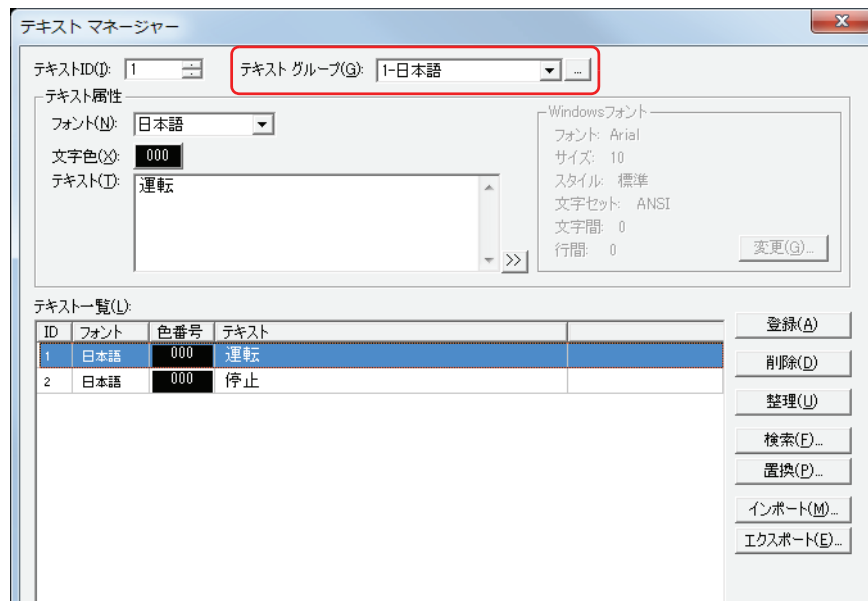 テキスト マネージャー
テキストID(I): 1 テキスト グループ(G): 1-日本語 ...
テキスト属性
フォント(N): 日本語
文字色(X): 000
テキスト(T): 運転
>>
Windowsフォント
フォント: Arial
サイズ: 10
スタイル: 標準
文字セット: ANSI
文字間: 0
行間: 0
変更(G)...
テキスト一覧(L):
ID フォント 色番号 テキスト
1 日本語 000 運転
2 日本語 000 停止
登録(A)
削除(D)
整理(U)
検索(F)...
置換(P)...
インポート(M)...
エクスポート(E)...